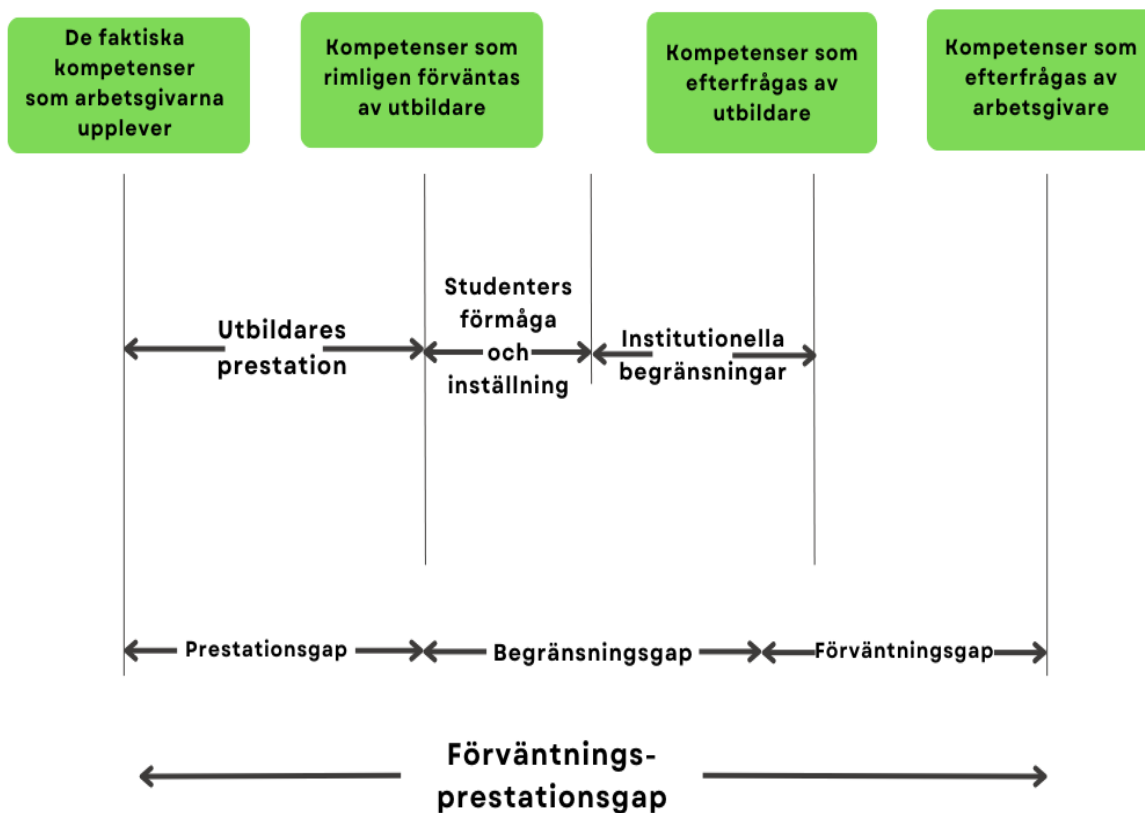 De faktiska
kompetenser
som arbetsgivarna
upplever
Kompetenser som
rimligen förväntas
av utbildare
Kompetenser som
efterfrågas av
utbildare
Kompetenser som
efterfrågas av
arbetsgivare
Utbildares
prestation
Studenters
förmåga
och
inställning
Institutionella
begränsningar
Prestationsgap
Begränsningsgap
Förväntningsgap
Förväntnings-
prestationsgap